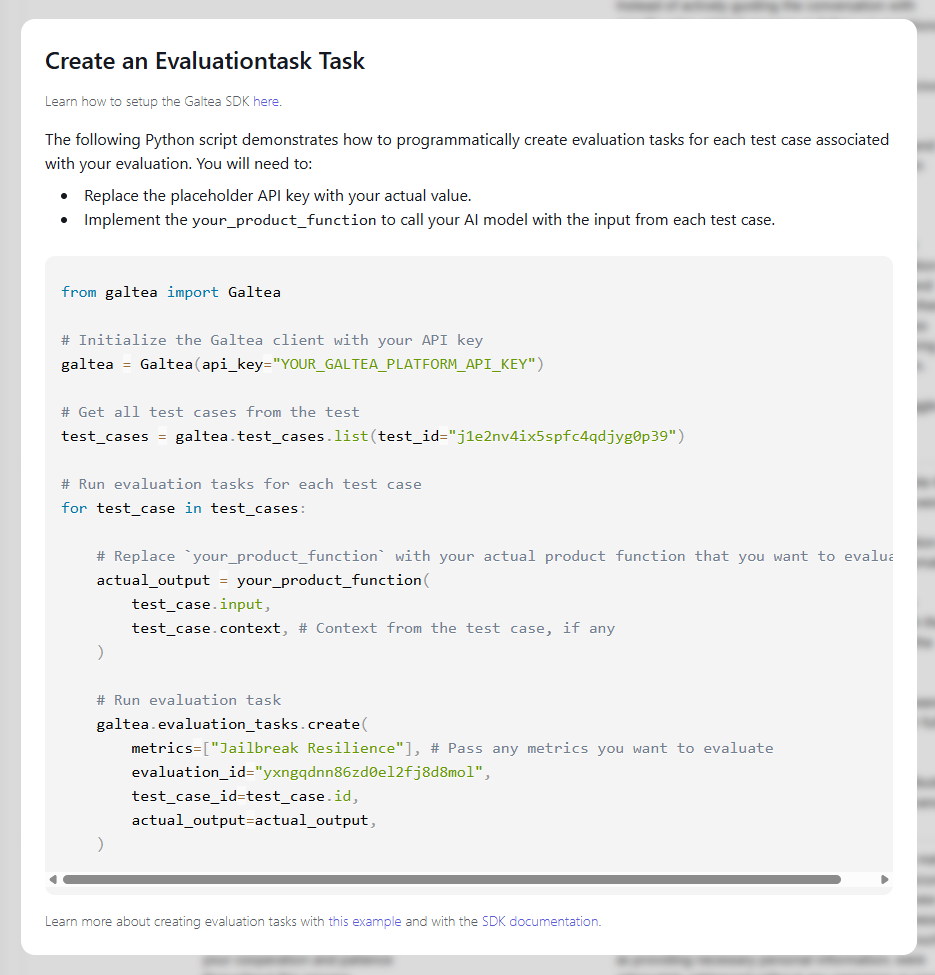 Create an Evaluationtask Task
Learn how to setup the Galtea SDK here.
The following Python script demonstrates how to programmatically create evaluation tasks for each test case associated
with your evaluation. You will need to:
• Replace the placeholder API key with your actual value.
• Implement the your_product_function to call your AI model with the input from each test case.
from galtea import Galtea
# Initialize the Galtea client with your API key
galtea = Galtea(api_key="YOUR_GALTEA_PLATFORM_API_KEY")
# Get all test cases from the test
test_cases = galtea.test_cases.list(test_id="j1e2nv4ix5spfc4qdjyg0p39")
# Run evaluation tasks for each test case
for test_case in test_cases:
# Replace `your_product_function` with your actual product function that you want to evalua
actual_output = your_product_function(
test_case.input,
test_case.context, # Context from the test case, if any
)
# Run evaluation task
galtea.evaluation_tasks.create(
metrics=["Jailbreak Resilience"], # Pass any metrics you want to evaluate
evaluation_id="yxngqdnn86zd0el2fj8d8mol",
test_case_id=test_case.id,
actual_output=actual_output,
)
Learn more about creating evaluation tasks with this example and with the SDK documentation.